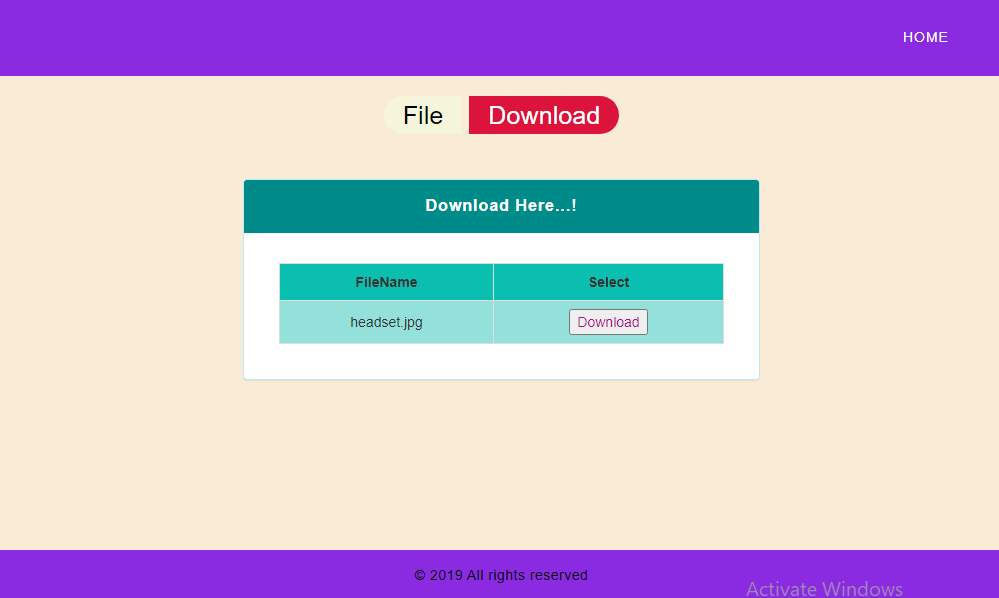 HOME
File Download
Download Here...!
FileName Select
headset.jpg Download
© 2019 All rights reserved
Activate Windows